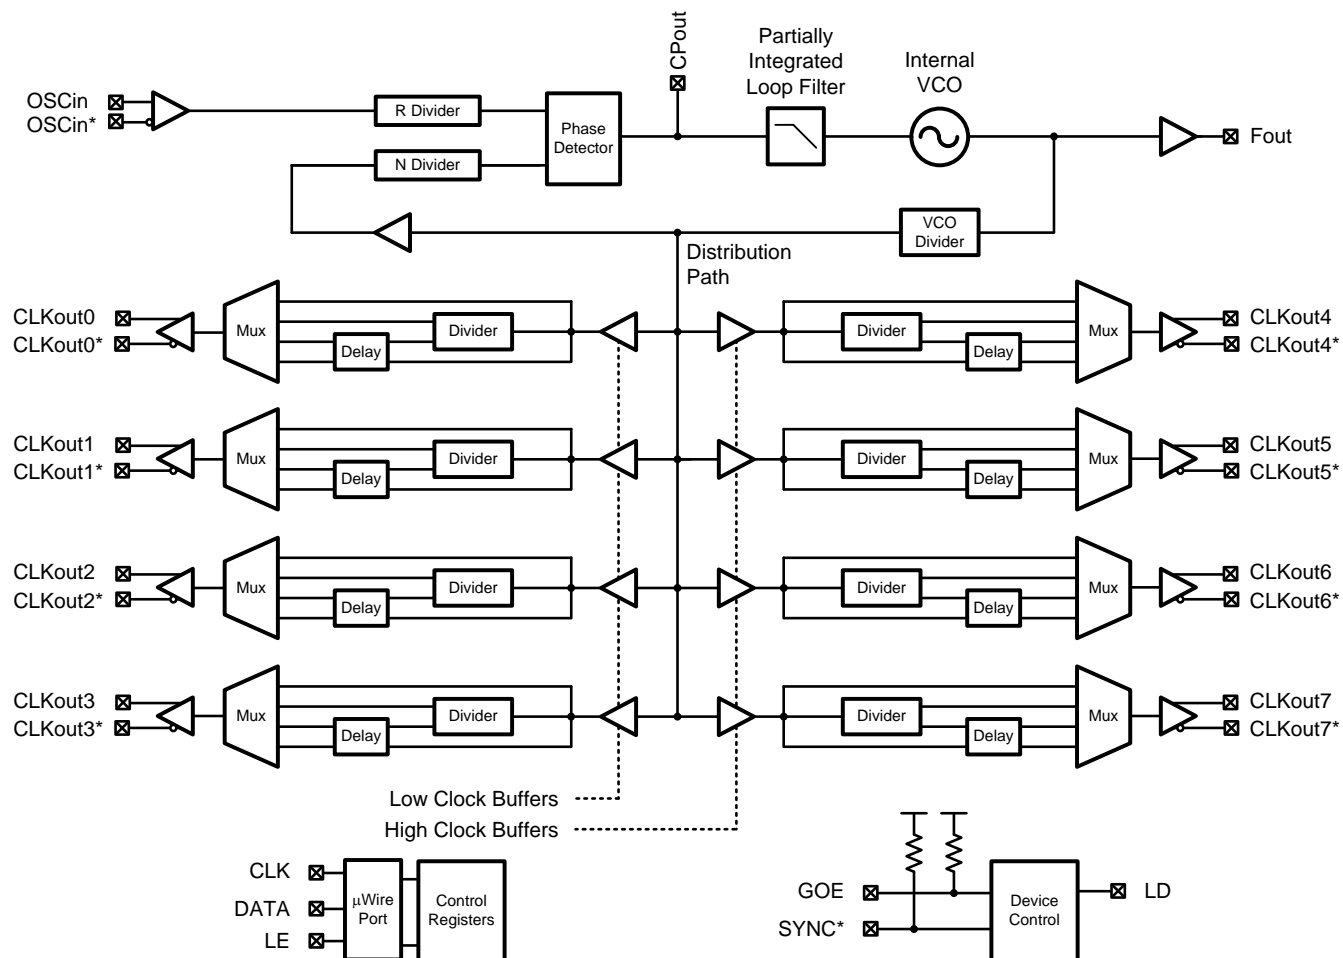 CPout
Partially
Integrated
Loop Filter
Internal
VCO
OSCin
OSCin*
R Divider
N Divider
Phase
Detector
Fout
VCO
Divider
Distribution
Path
CLKout0
CLKout0*
Mux
Delay
Divider
Divider
Delay
Mux
CLKout4
CLKout4*
CLKout1
CLKout1*
Mux
Delay
Divider
Divider
Delay
Mux
CLKout5
CLKout5*
CLKout2
CLKout2*
Mux
Delay
Divider
Divider
Delay
Mux
CLKout6
CLKout6*
CLKout3
CLKout3*
Mux
Delay
Divider
Divider
Delay
Mux
CLKout7
CLKout7*
Low Clock Buffers
High Clock Buffers
CLK
DATA
LE
µWire
Port
Control
Registers
GOE
SYNC*
Device
Control
LD